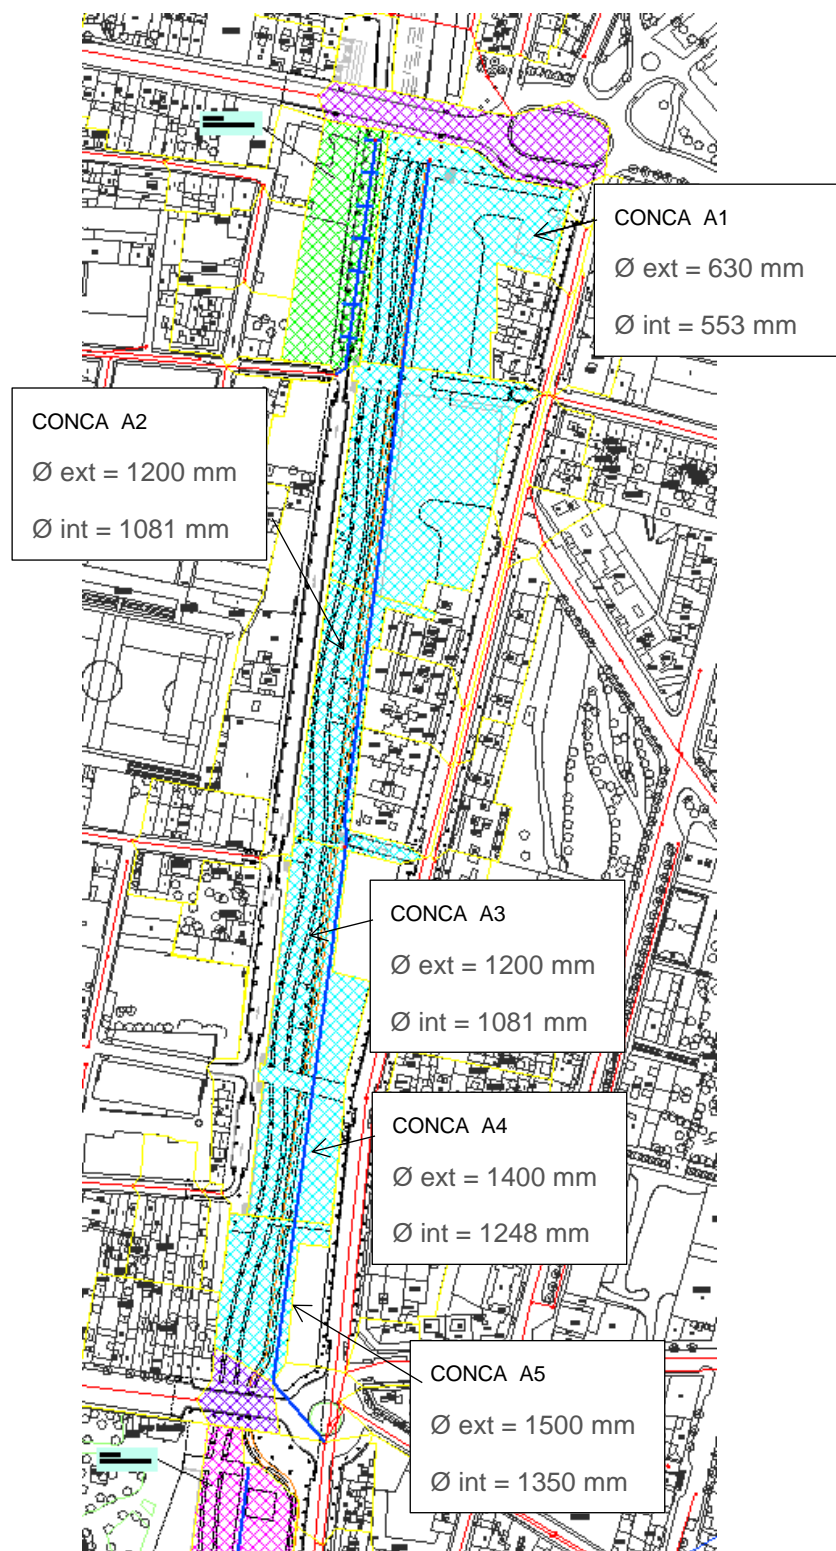 CONCA A1
Ø ext = 630 mm
Ø int = 553 mm
CONCA A2
Ø ext = 1200 mm
Ø int = 1081 mm
CONCA A3
Ø ext = 1200 mm
Ø int = 1081 mm
CONCA A4
Ø ext = 1400 mm
Ø int = 1248 mm
CONCA A5
Ø ext = 1500 mm
Ø int = 1350 mm